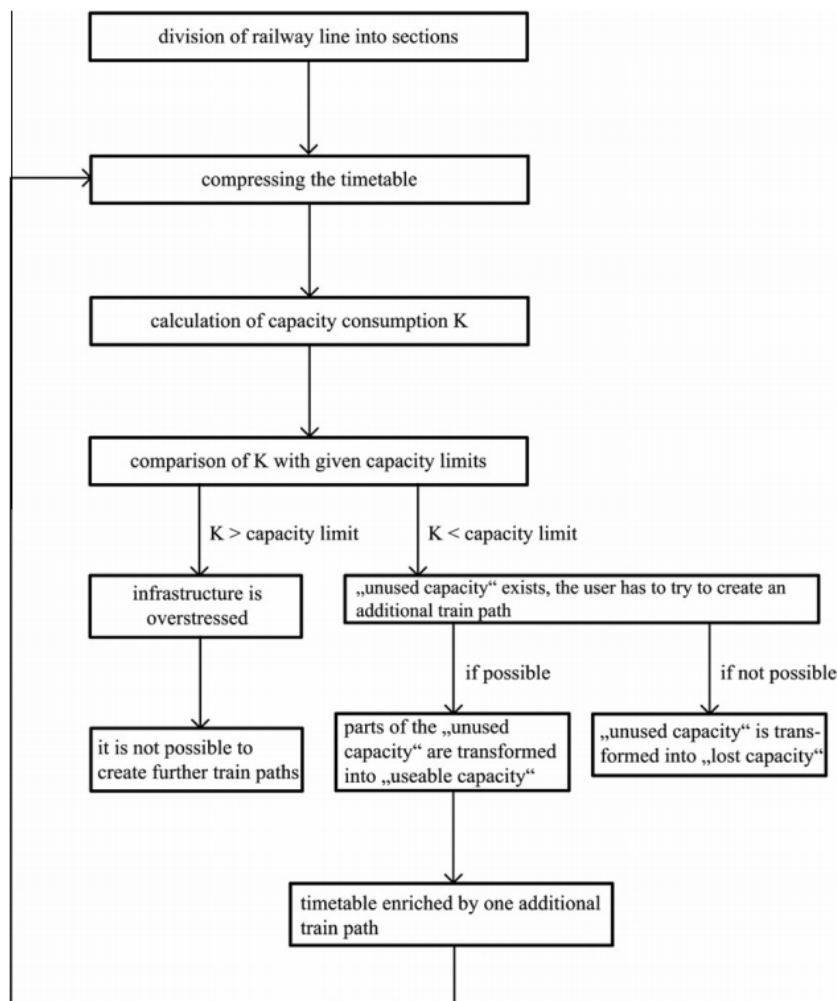 division of railway line into sections
compressing the timetable
calculation of capacity consumption K
comparison of K with given capacity limits
K > capacity limit
K < capacity limit
infrastructure is
overstressed
„unused capacity“ exists, the user has to try to create an
additional train path
if possible
if not possible
it is not possible to
create further train paths
parts of the „unused
capacity“ are transformed
into „useable capacity“
„unused capacity“ is trans-
formed into „lost capacity“
timetable enriched by one additional
train path